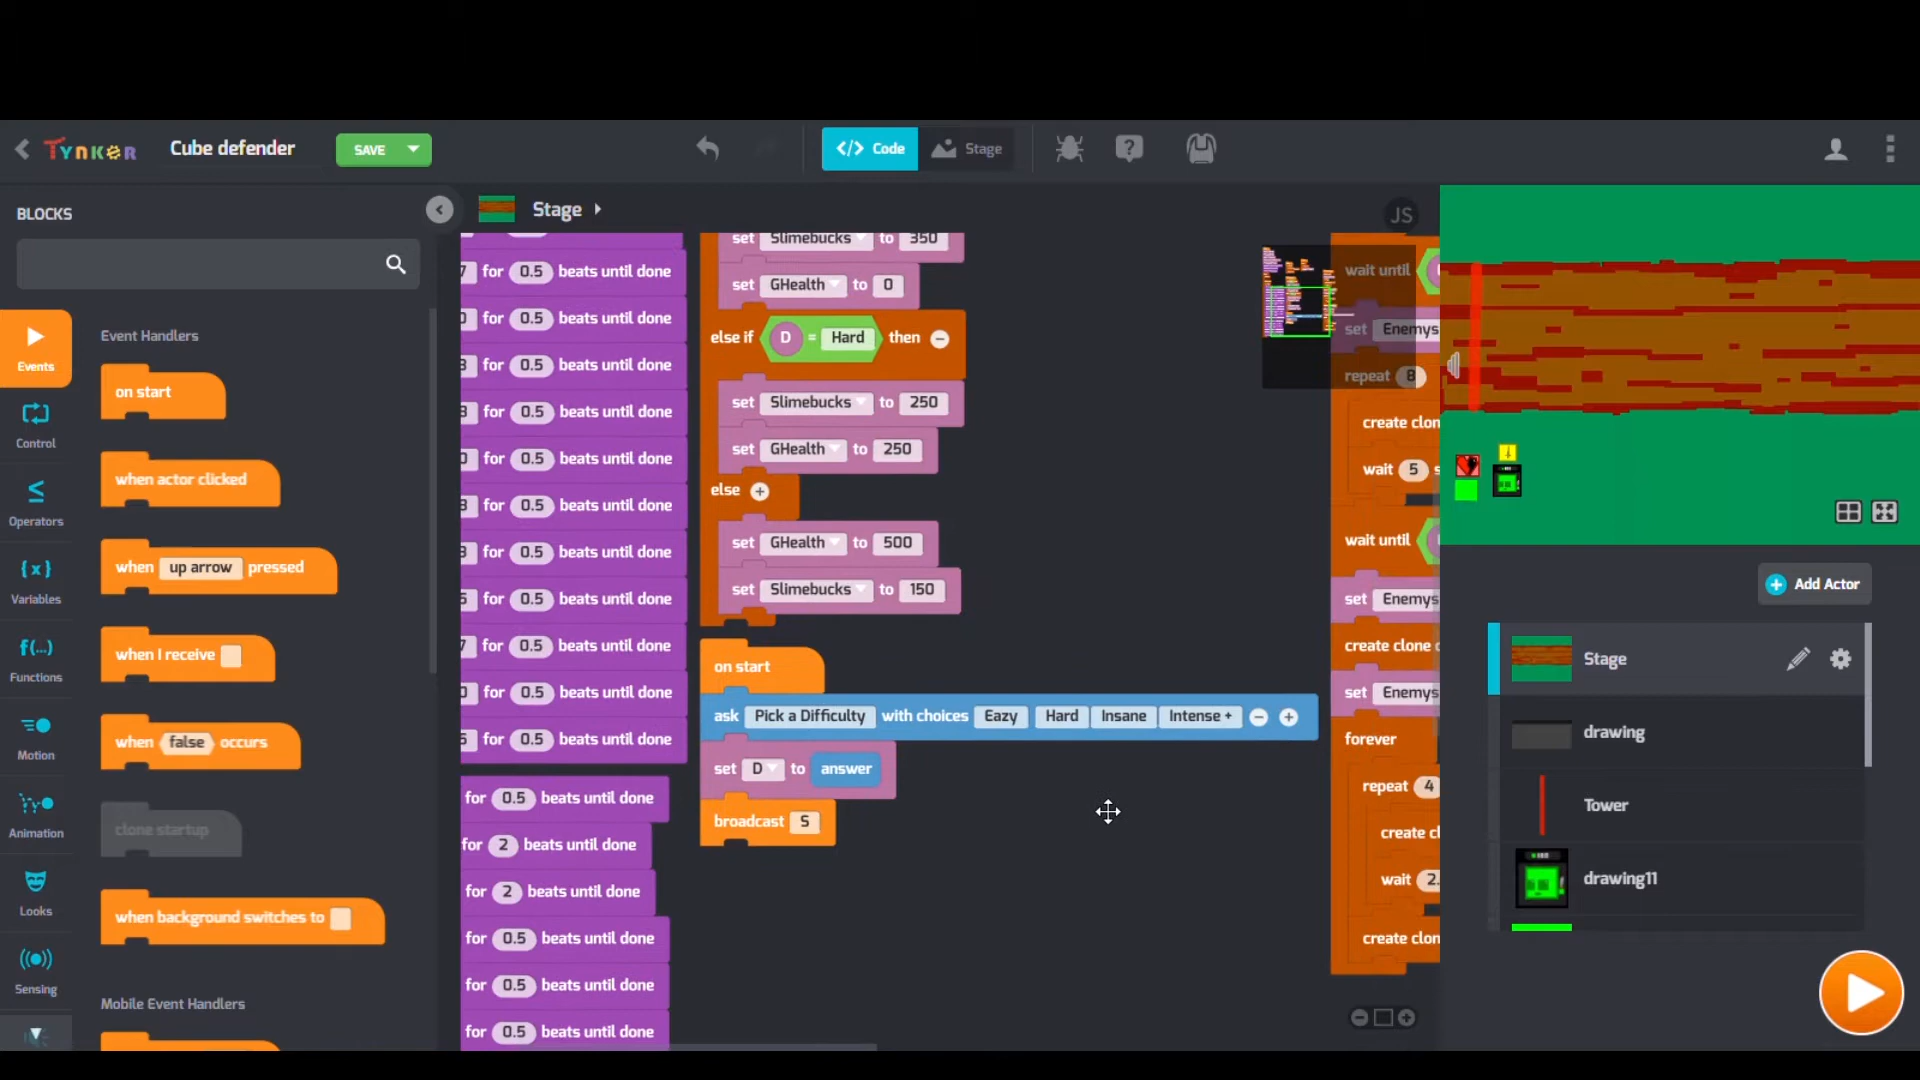 TYNKER
Cube defender
SAVE
</> Code
Stage
BLOCKS
Stage
JS
Events
Control
Operators
Variables
Functions
Motion
Animation
Looks
Sensing
Event Handlers
on start
when actor clicked
when up arrow pressed
when I receive
when false occurs
clone startup
when background switches to
Mobile Event Handlers
7 for 0.5 beats until done
for 0.5 beats until done
for 0.5 beats until done
for 0.5 beats until done
for 0.5 beats until done
for 0.5 beats until done
for 0.5 beats until done
for 0.5 beats until done
7 for 0.5 beats until done
for 0.5 beats until done
for 0.5 beats until done
for 0.5 beats until done
for 2 beats until done
for 2 beats until done
for 0.5 beats until done
for 0.5 beats until done
for 0.5 beats until done
set Slimebucks to 350
set GHealth to 0
else if D = Hard then
set Slimebucks to 250
set GHealth to 250
else
set GHealth to 500
set Slimebucks to 150
on start
ask Pick a Difficulty with choices Eazy Hard Insane Intense +
set D to answer
broadcast S
wait until
set Enemys
repeat 8
create clon
wait 5 s
wait until
set Enemys
create clone
set Enemys
forever
repeat 4
create cl
wait 2.
create clon
Add Actor
Stage
drawing
Tower
drawing11